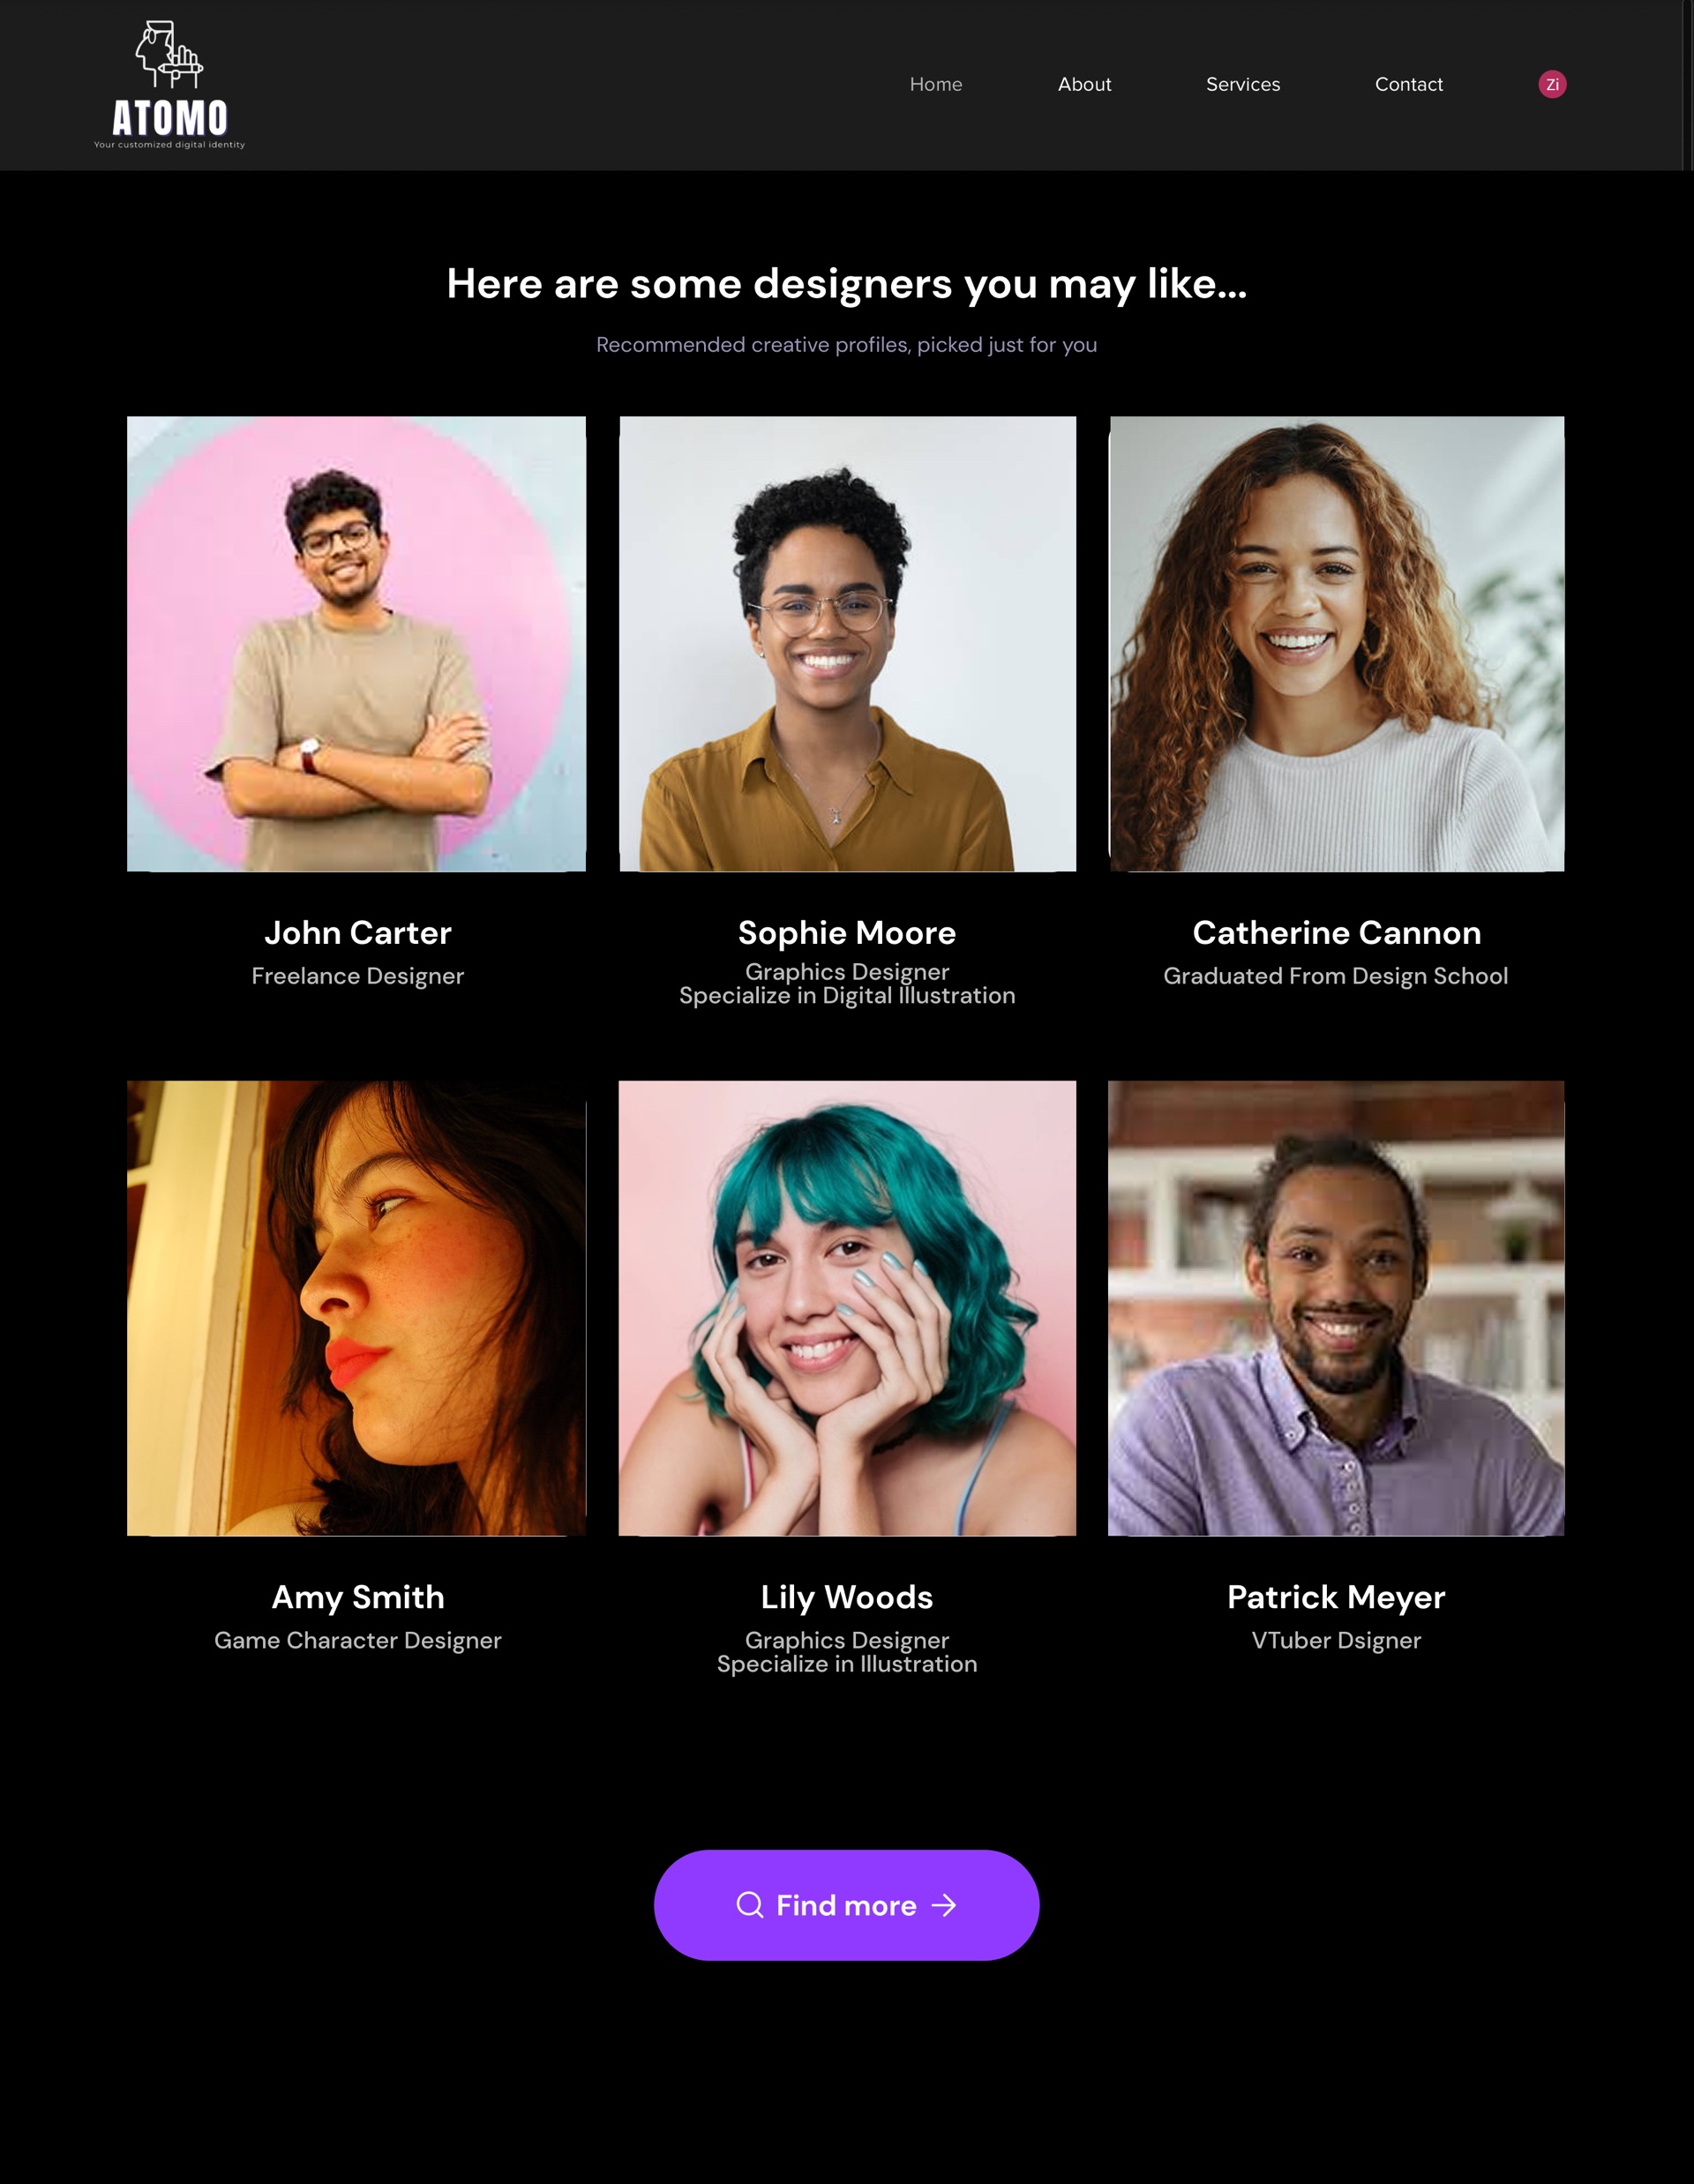 ATOMO
Your customized digital identity
Home
About
Services
Contact
Zi
Here are some designers you may like...
Recommended creative profiles, picked just for you
John Carter
Freelance Designer
Sophie Moore
Graphics Designer
Specialize in Digital Illustration
Catherine Cannon
Graduated From Design School
Amy Smith
Game Character Designer
Lily Woods
Graphics Designer
Specialize in Illustration
Patrick Meyer
VTuber Dsigner
Find more